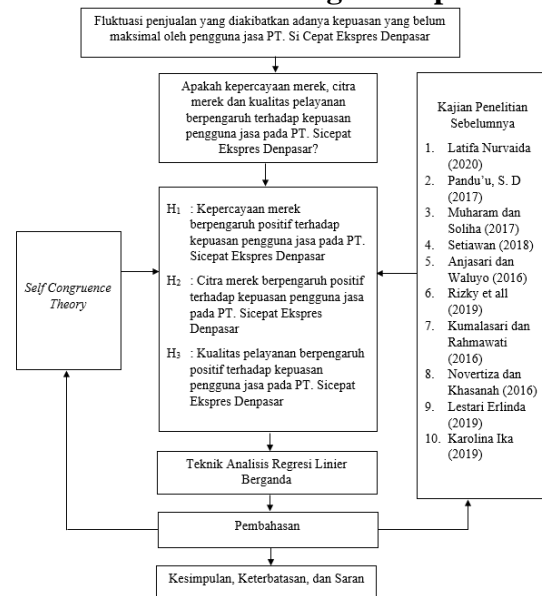 Fluktuasi penjualan yang diakibatkan adanya kepuasan yang belum
maksimal oleh pengguna jasa PT. Si Cepat Ekspres Denpasar
Apakah kepercayaan merek, citra
merek dan kualitas pelayanan
berpengaruh terhadap kepuasan
pengguna jasa pada PT. Sicepat
Ekspres Denpasar?
Self Congruence
Theory
H1 : Kepercayaan merek
berpengaruh positif terhadap
kepuasan pengguna jasa pada PT.
Sicepat Ekspres Denpasar
H2 : Citra merek berpengaruh positif
terhadap kepuasan pengguna jasa
pada PT. Sicepat Ekspres
Denpasar
H3 : Kualitas pelayanan berpengaruh
positif terhadap kepuasan
pengguna jasa pada PT. Sicepat
Ekspres Denpasar
Kajian Penelitian
Sebelumnya
1. Latifa Nurvaida
(2020)
2. Pandu'u, S. D
(2017)
3. Muharam dan
Soliha (2017)
4. Setiawan (2018)
5. Anjasari dan
Waluyo (2016)
6. Rizky et all
(2019)
7. Kumalasari dan
Rahmawati
(2016)
8. Novertiza dan
Khasanah (2016)
9. Lestari Erlinda
(2019)
10. Karolina Ika
(2019)
Teknik Analisis Regresi Linier
Berganda
Pembahasan
Kesimpulan, Keterbatasan, dan Saran